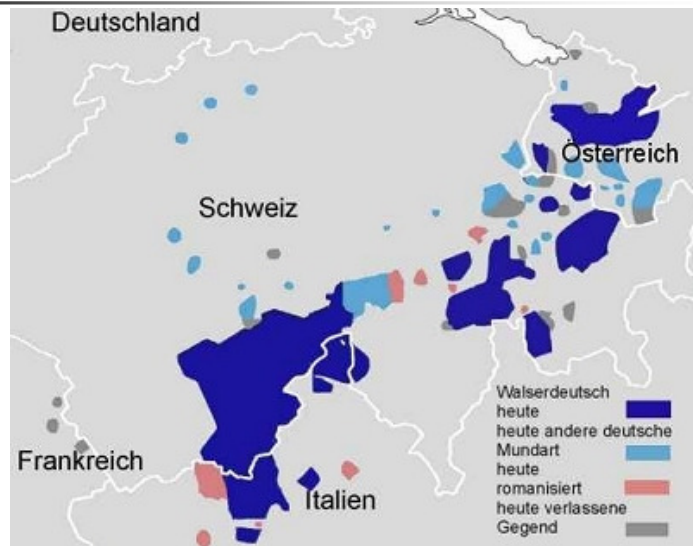 Deutschland
Österreich
Schweiz
Walserdeutsch
heute
heute andere deutsche
Mundart
heute
romanisiert
heute verlassene
Gegend
Frankreich
Italien